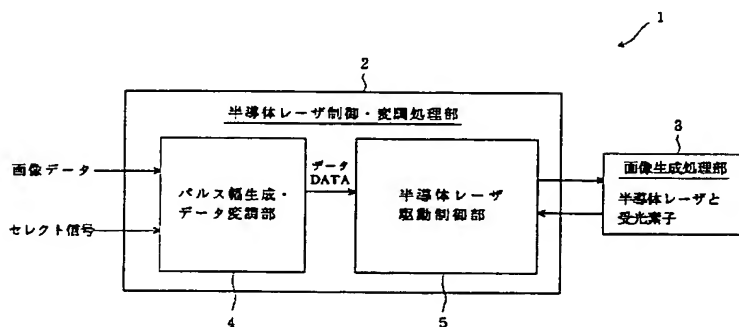 1
2
半導体レーザ制御・変調処理部
3
画像データ
セレクト信号
パルス幅生成・
データ変調部
データ
DATA
半導体レーザ
駆動制御部
画像生成処理部
半導体レーザと
受光素子
4
5